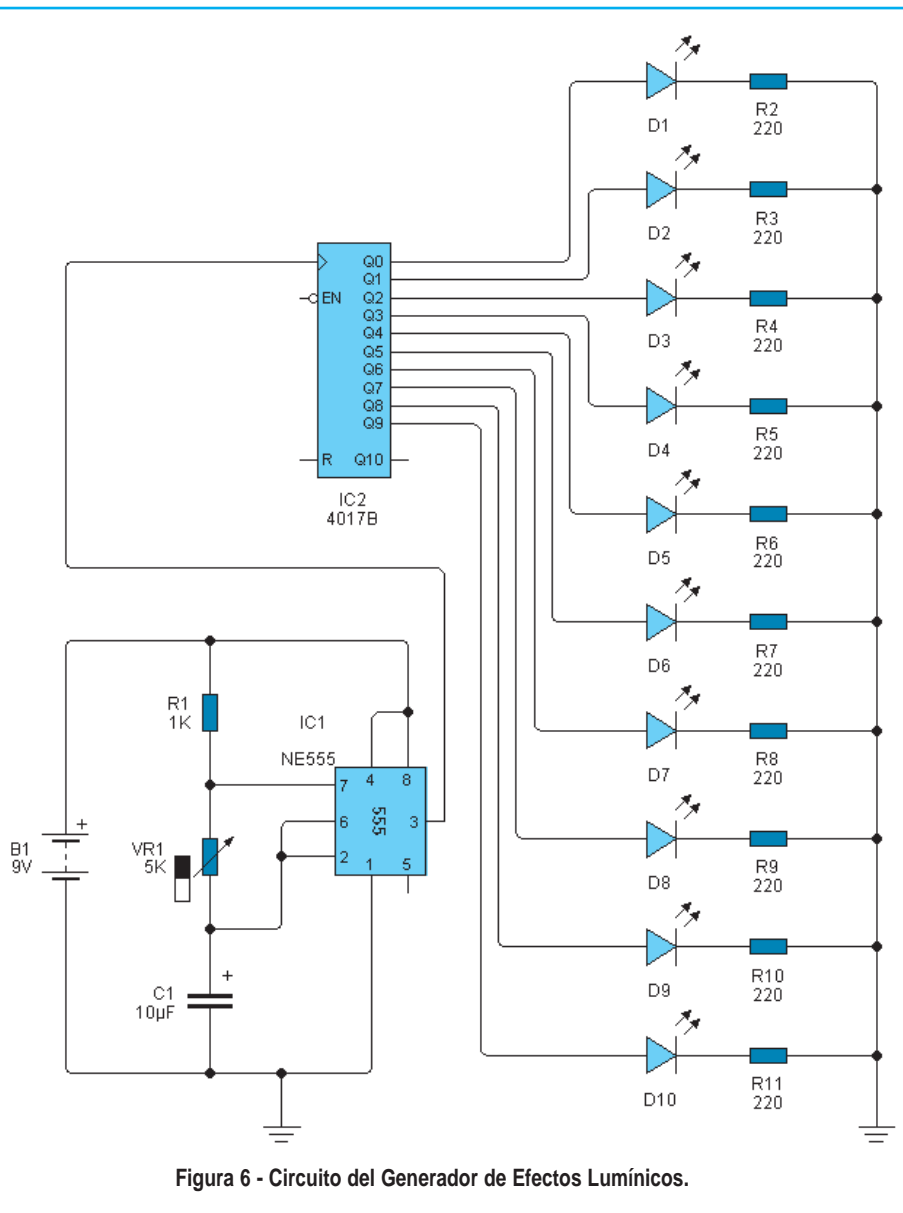 D1
R2
220
D2
R3
220
D3
R4
220
D4
R5
220
D5
R6
220
D6
R7
220
D7
R8
220
D8
R9
220
D9
R10
220
D10
R11
220
Q0
Q1
EN Q2
Q3
Q4
Q5
Q6
Q7
Q8
Q9
R Q10
IC2
4017B
R1
1K
IC1
NE555
7 4 8
6 555 3
2 1 5
+
B1
9V
VR1
5K
+
C1
10µF
Figura 6 - Circuito del Generador de Efectos Lumínicos.